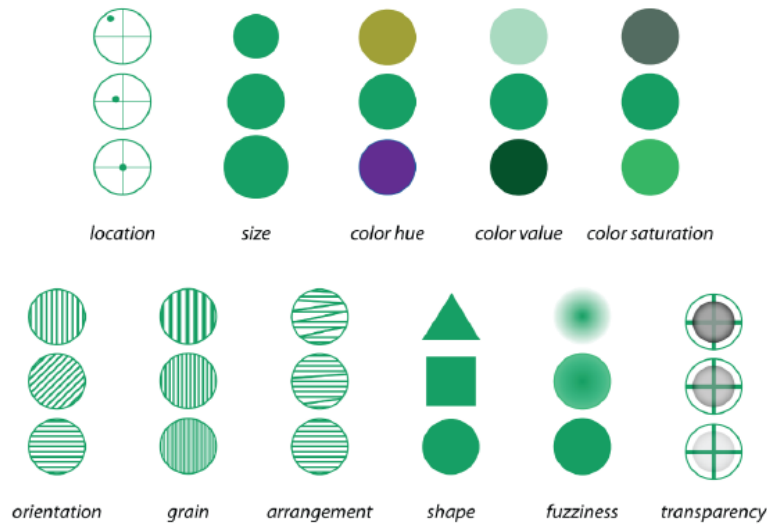 location size color hue color value color saturation
orientation grain arrangement shape fuzziness transparency